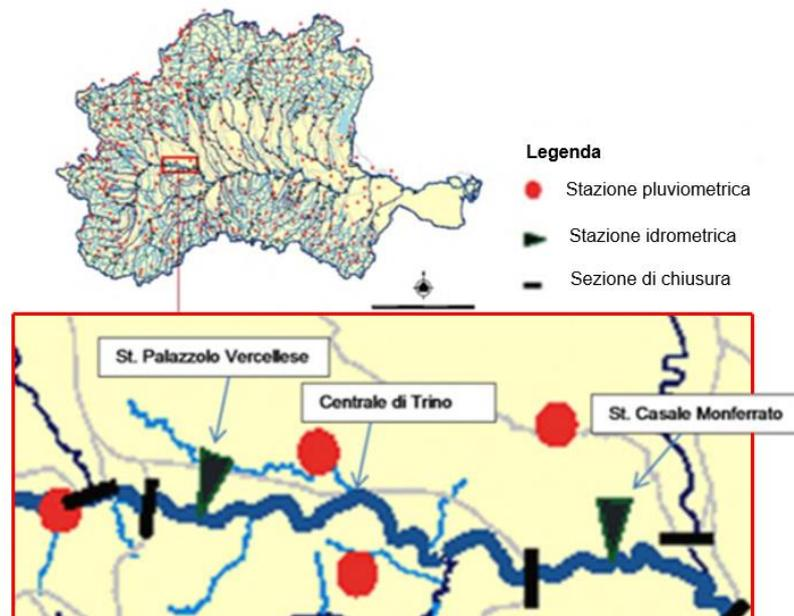 Legenda
Stazione pluviometrica
Stazione idrometrica
Sezione di chiusura
St. Palazzolo Vercellese
Centrale di Trino
St. Casale Monferrato